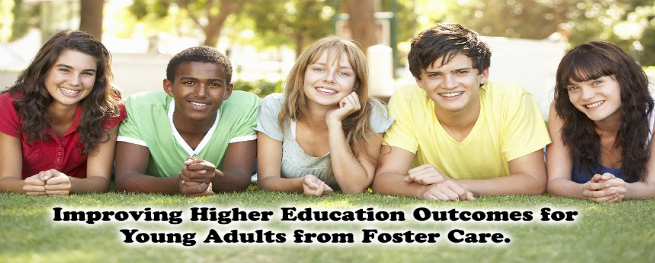 Improving Higher Education Outcomes for
Young Adults from Foster Care.